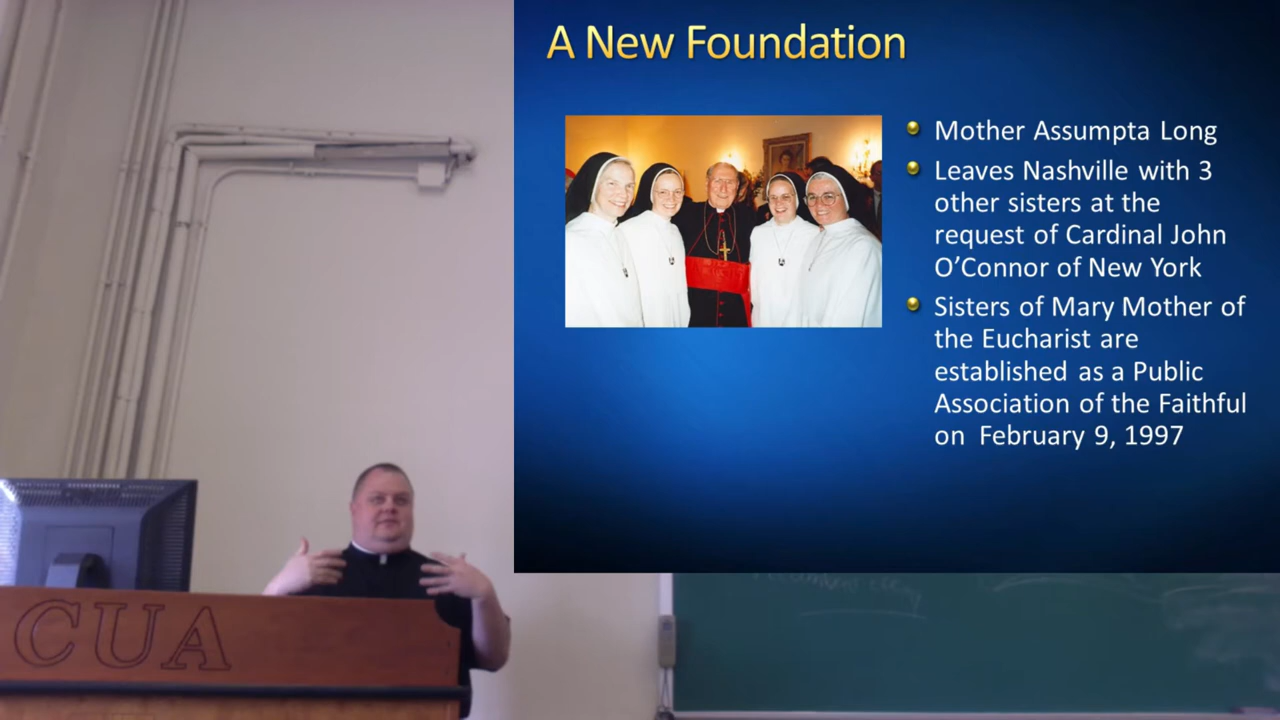 A New Foundation
Mother Assumpta Long
Leaves Nashville with 3
other sisters at the
request of Cardinal John
O’Connor of New York
Sisters of Mary Mother of
the Eucharist are
established as a Public
Association of the Faithful
on February 9, 1997
CUA